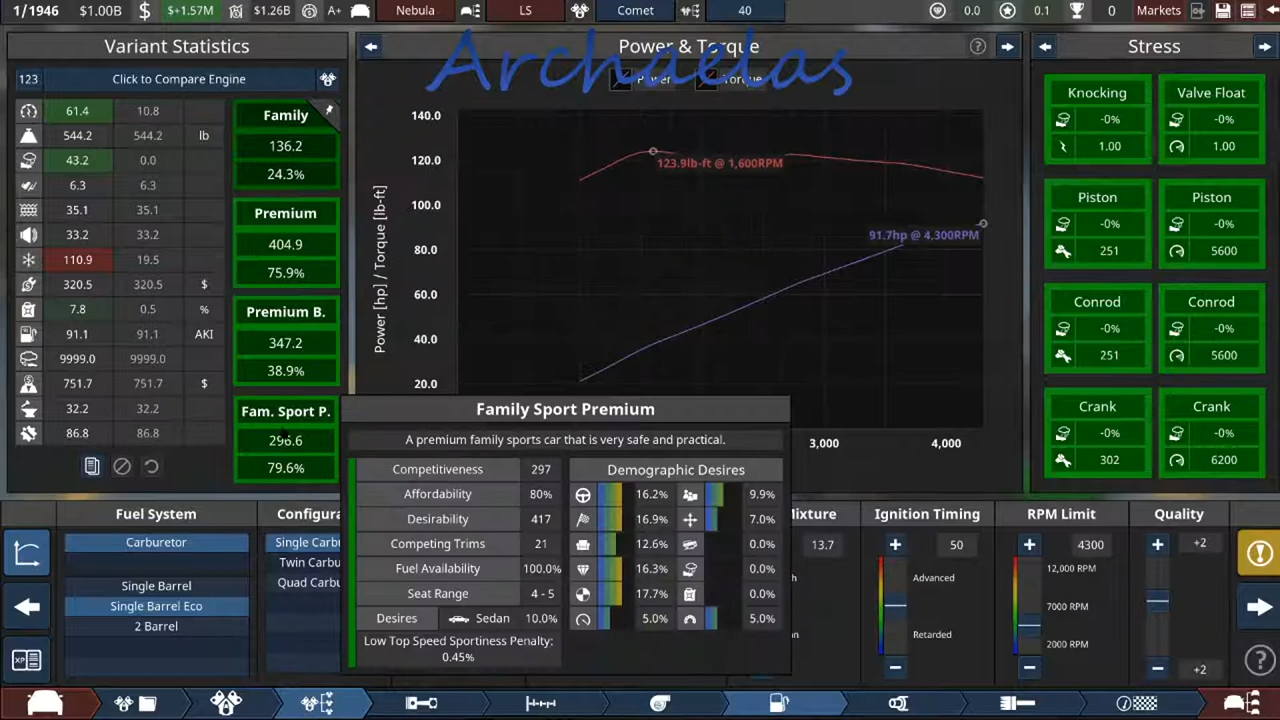 1/1946 $1.00B $+1.57M $1.26B A+ Nebula LS Comet 40 0.0 0.1 0 Markets
Variant Statistics
123 Click to Compare Engine
61.4 10.8
544.2 544.2 lb
43.2 0.0
6.3 6.3
35.1 35.1
33.2 33.2
110.9 19.5
320.5 320.5 $
7.8 0.5 %
91.1 91.1 AKI
9999.0 9999.0
751.7 751.7 $
32.2 32.2
86.8 86.8
Family
136.2
24.3%
Premium
404.9
75.9%
Premium B.
347.2
38.9%
Fam. Sport P.
296.6
79.6%
Power & Torque
Archaelas
Power Torque
140.0
120.0
100.0
80.0
60.0
40.0
20.0
Power [hp] / Torque [lb-ft]
123.9lb-ft @ 1,600RPM
91.7hp @ 4,300RPM
3,000 4,000
Stress
Knocking
-0%
1.00
Valve Float
-0%
1.00
Piston
-0%
251
Piston
-0%
5600
Conrod
-0%
251
Conrod
-0%
5600
Crank
-0%
302
Crank
-0%
6200
Family Sport Premium
A premium family sports car that is very safe and practical.
Competitiveness 297
Affordability 80%
Desirability 417
Competing Trims 21
Fuel Availability 100.0%
Seat Range 4 - 5
Desires Sedan 10.0%
Low Top Speed Sportiness Penalty:
0.45%
Demographic Desires
16.2% 9.9%
16.9% 7.0%
12.6% 0.0%
16.3% 0.0%
17.7% 0.0%
5.0% 5.0%
Fuel System
Carburetor
Single Barrel
Single Barrel Eco
2 Barrel
13.7
Ignition Timing
50
Advanced
Retarded
RPM Limit
4300
12,000 RPM
7000 RPM
2000 RPM
Quality
+2
+2
XP